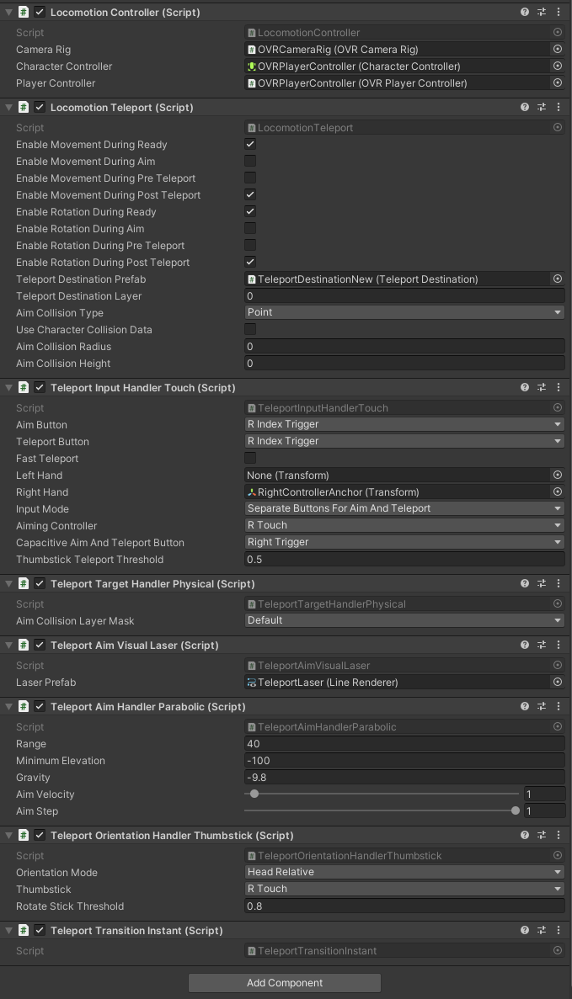 Locomotion Controller (Script)
Script LocomotionController
Camera Rig OVRCameraRig (OVR Camera Rig)
Character Controller OVRPlayerController (Character Controller)
Player Controller OVRPlayerController (OVR Player Controller)
Locomotion Teleport (Script)
Script LocomotionTeleport
Enable Movement During Ready
Enable Movement During Aim
Enable Movement During Pre Teleport
Enable Movement During Post Teleport
Enable Rotation During Ready
Enable Rotation During Aim
Enable Rotation During Pre Teleport
Enable Rotation During Post Teleport
Teleport Destination Prefab TeleportDestinationNew (Teleport Destination)
Teleport Destination Layer 0
Aim Collision Type Point
Use Character Collision Data
Aim Collision Radius 0
Aim Collision Height 0
Teleport Input Handler Touch (Script)
Script TeleportInputHandlerTouch
Aim Button R Index Trigger
Teleport Button R Index Trigger
Fast Teleport
Left Hand None (Transform)
Right Hand RightControllerAnchor (Transform)
Input Mode Separate Buttons For Aim And Teleport
Aiming Controller R Touch
Capacitive Aim And Teleport Button Right Trigger
Thumbstick Teleport Threshold 0.5
Teleport Target Handler Physical (Script)
Script TeleportTargetHandlerPhysical
Aim Collision Layer Mask Default
Teleport Aim Visual Laser (Script)
Script TeleportAimVisualLaser
Laser Prefab TeleportLaser (Line Renderer)
Teleport Aim Handler Parabolic (Script)
Script TeleportAimHandlerParabolic
Range 40
Minimum Elevation -100
Gravity -9.8
Aim Velocity 1
Aim Step 1
Teleport Orientation Handler Thumbstick (Script)
Script TeleportOrientationHandlerThumbstick
Orientation Mode Head Relative
Thumbstick R Touch
Rotate Stick Threshold 0.8
Teleport Transition Instant (Script)
Script TeleportTransitionInstant
Add Component